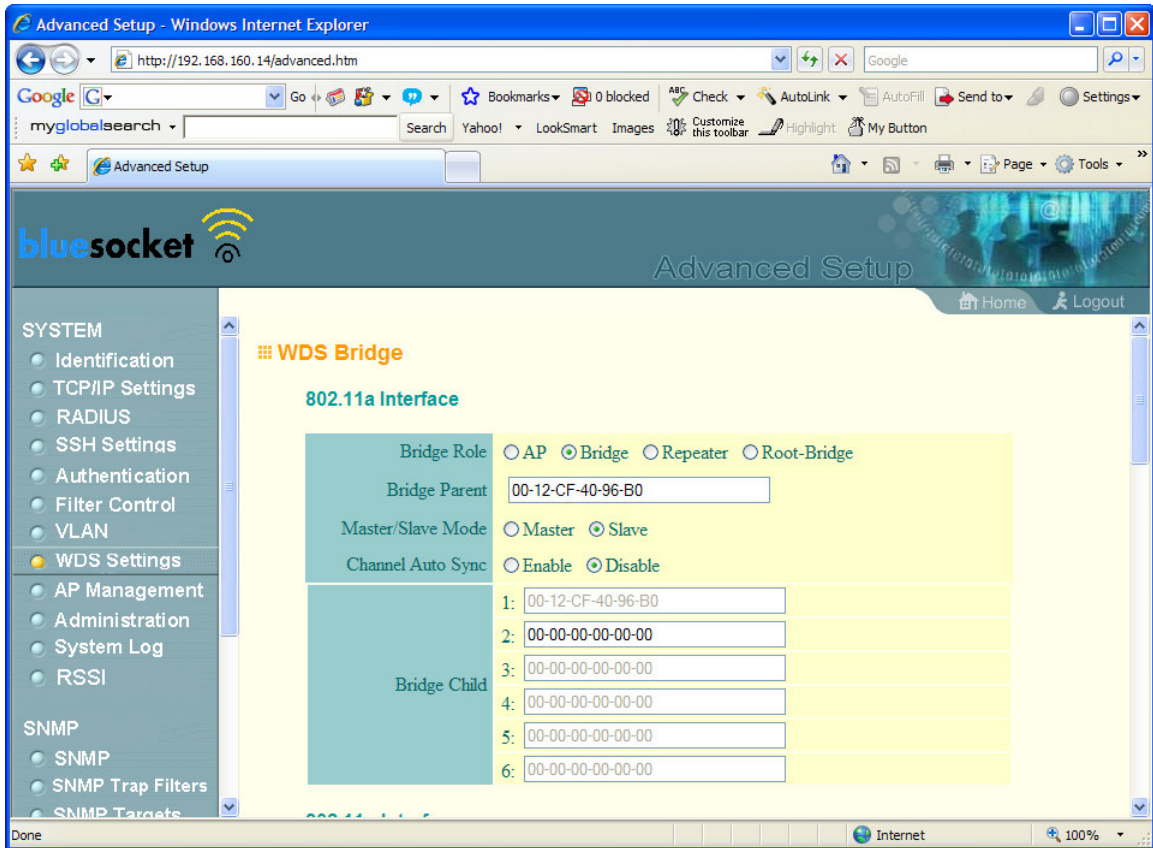 Advanced Setup - Windows Internet Explorer
http://192.168.160.14/advanced.htm
Google
Google G Go Bookmarks 0 blocked ABC Check AutoLink AutoFill Send to Settings
myglobalsearch Search Yahoo! LookSmart Images Customize this toolbar Highlight My Button
Advanced Setup Page Tools »
bluesocket
Advanced Setup
Home Logout
SYSTEM
Identification
TCP/IP Settings
RADIUS
SSH Settings
Authentication
Filter Control
VLAN
WDS Settings
AP Management
Administration
System Log
RSSI
SNMP
SNMP
SNMP Trap Filters
SNMP Targets
WDS Bridge
802.11a Interface
Bridge Role AP Bridge Repeater Root-Bridge
Bridge Parent 00-12-CF-40-96-B0
Master/Slave Mode Master Slave
Channel Auto Sync Enable Disable
Bridge Child
1: 00-12-CF-40-96-B0
2: 00-00-00-00-00-00
3: 00-00-00-00-00-00
4: 00-00-00-00-00-00
5: 00-00-00-00-00-00
6: 00-00-00-00-00-00
Done Internet 100%